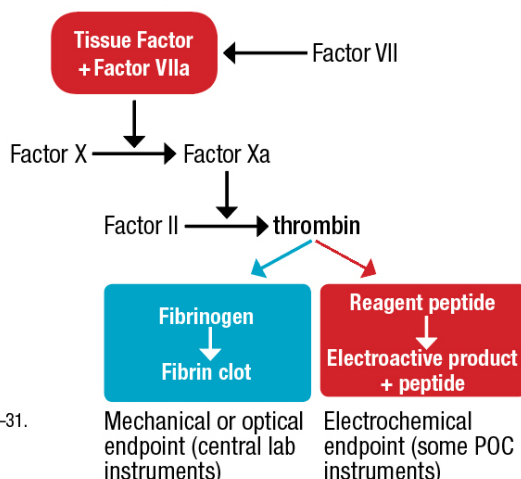 Tissue Factor
+ Factor VIIa
Factor VII
Factor X
Factor Xa
Factor II
thrombin
Fibrinogen
Fibrin clot
Reagent peptide
Electroactive product
+ peptide
–31.
Mechanical or optical
endpoint (central lab
instruments)
Electrochemical
endpoint (some POC
instruments)